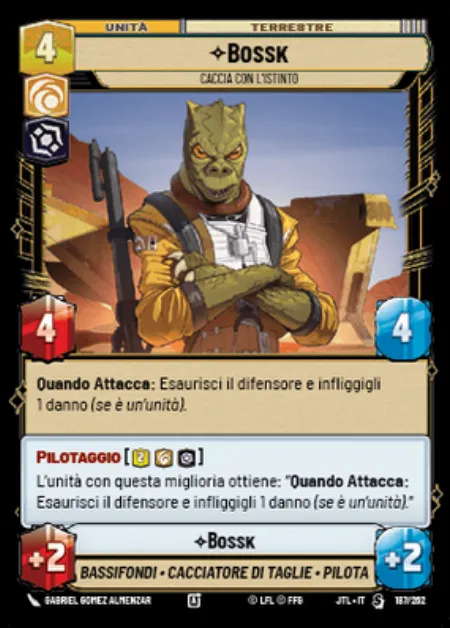 UNITÀ
TERRESTRE
4
BOSSK
CACCIA CON L'ISTINTO
4
4
Quando Attacca: Esaurisci il difensore e infliggigli
1 danno (se è un'unità).
PILOTAGGIO [2]
L'unità con questa miglioria ottiene: "Quando Attacca:
Esaurisci il difensore e infliggigli 1 danno (se è un'unità)."
+2
BOSSK
+2
BASSIFONDI • CACCIATORE DI TAGLIE • PILOTA
GABRIEL GOMEZ ALMENZAR
A
© LFL © FFG
JTL • IT
S
187/262